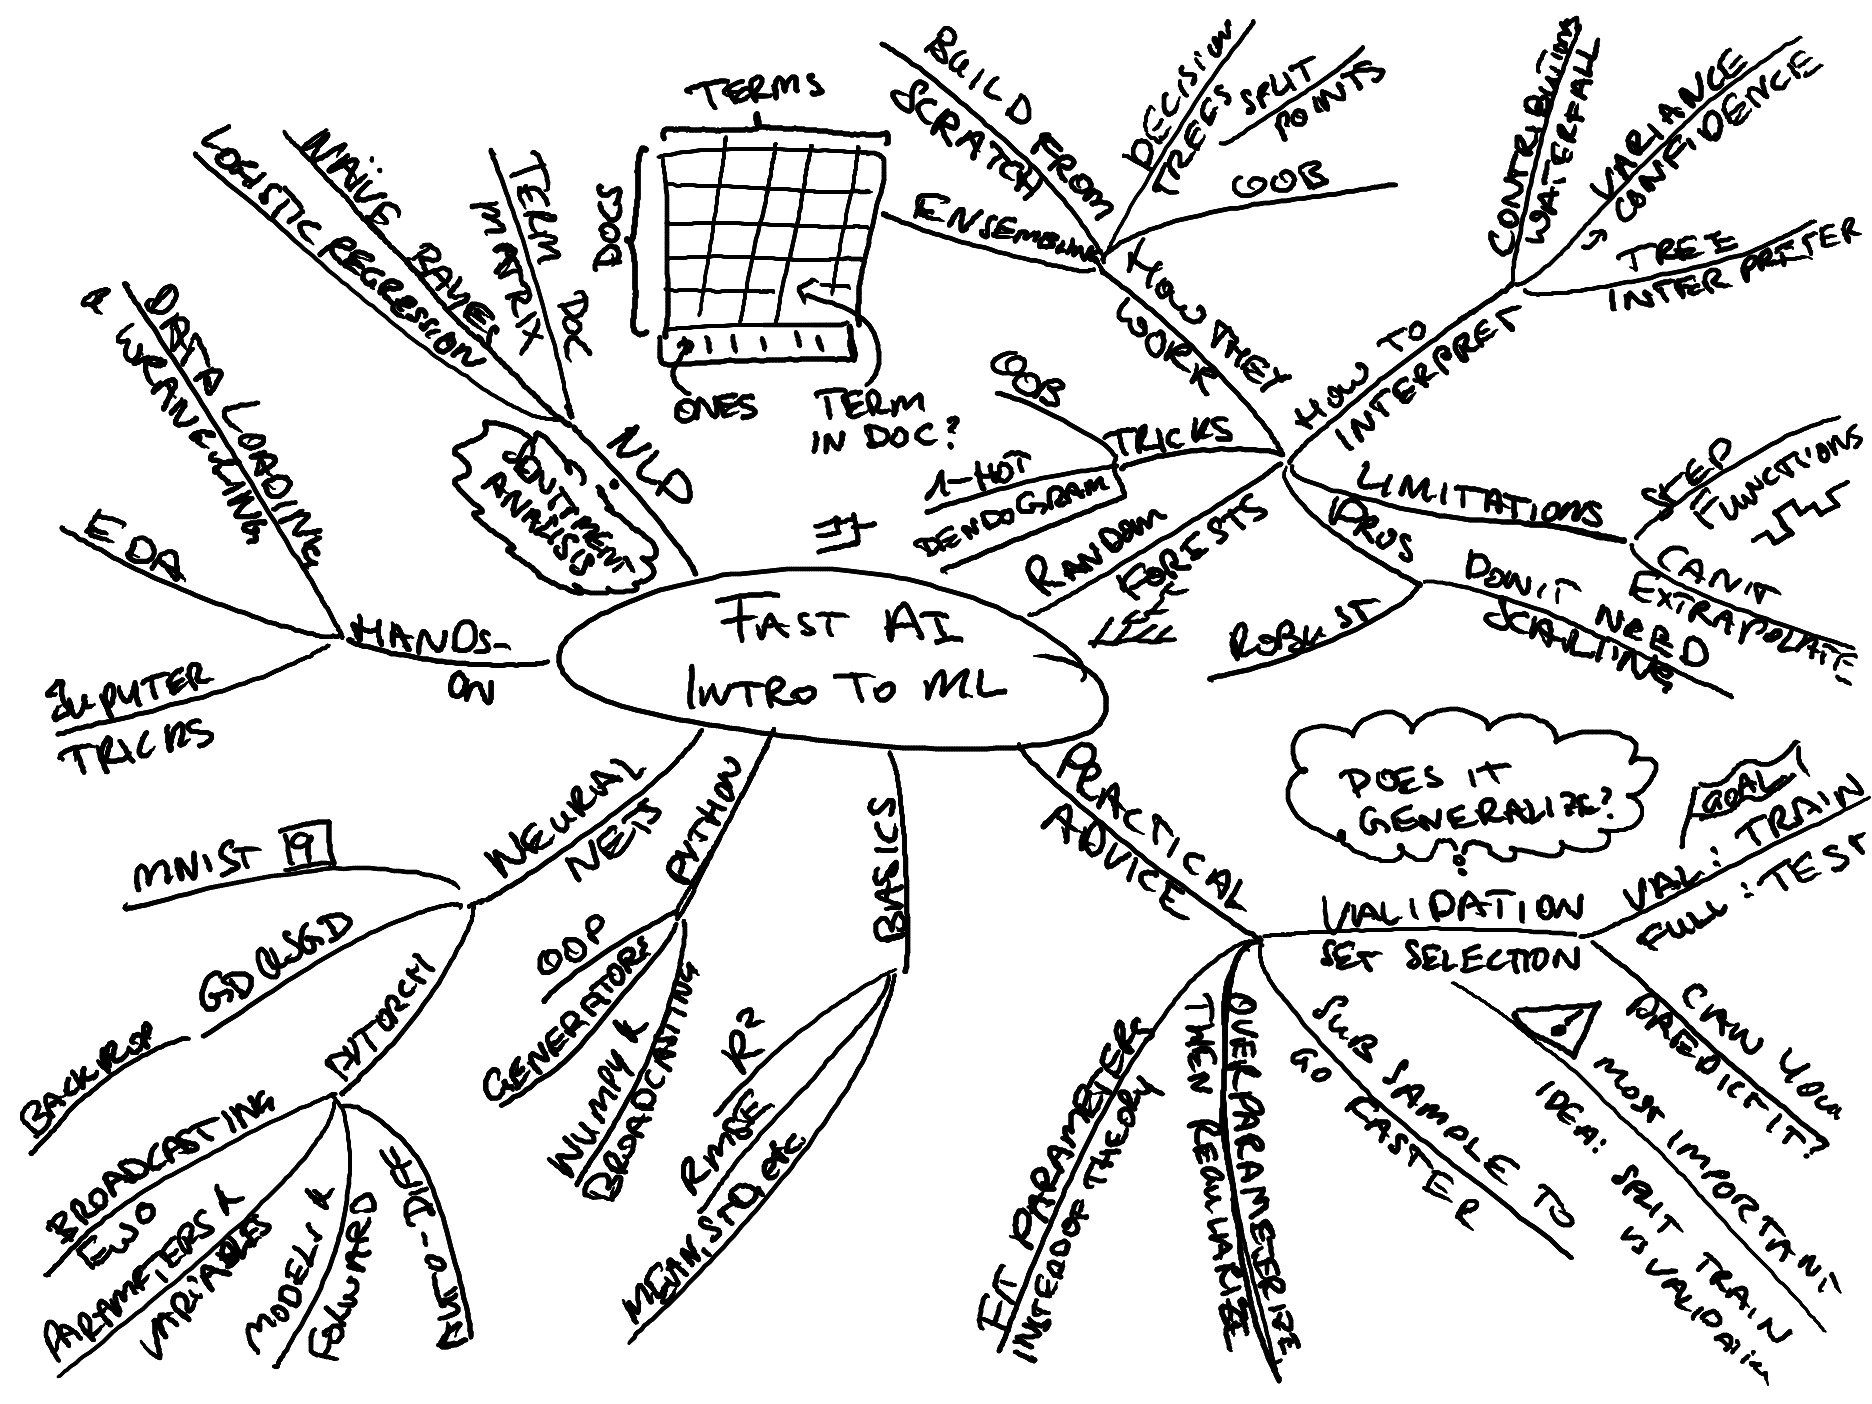 FAST AI
INTRO TO ML
NLP
SENTIMENT
ANALISIS
TERM DOC
MATRIX
NAÏVE BAYES
LOGISTIC REGRESSION
TERMS
DOCS
ONES
TERM
IN DOC?
HANDS-
ON
DATA LOADING
& WRANGLING
EDA
JUPYTER
TRICKS
NEURAL
NETS
MNIST 9
GD & SGD
BACKPROP
PYTORCH
BROADCASTING
EWO
PARAMETERS &
VARIABLES
MODELS &
FORWARD
AUTO-DIFF
PYTHON
OOP
GENERATORS
NUMPY &
BROADCASTING
BASICS
R²
RMSE
MEAN, STD, etc
PRACTICAL
ADVICE
FIT PARAMETERS
INSTEAD OF THEORY
OVERPARAMETERIZE
THEN REGULARIZE
SUB SAMPLE TO
GO FASTER
VALIDATION
SET SELECTION
DOES IT
GENERALIZE?
GOAL!
VAL: TRAIN
FULL: TEST
CAN YOU
PREDICT IT?
! MOST IMPORTANT
IDEA: SPLIT TRAIN
VS VALIDATION
RANDOM
FORESTS
TRICKS
OOB
1-HOT
DENDOGRAM
HOW THEY
WORK
ENSEMBLING
BUILD FROM
SCRATCH
DECISION
TREES
SPLIT
POINTS
OOB
HOW TO
INTERPRET
CONTRIBUTIONS
WATERFALL
VARIANCE
→ CONFIDENCE
TREE
INTERPRETER
LIMITATIONS
STEP
FUNCTIONS
CAN'T
EXTRAPOLATE
PROS
DON'T NEED
SCALING
ROBUST